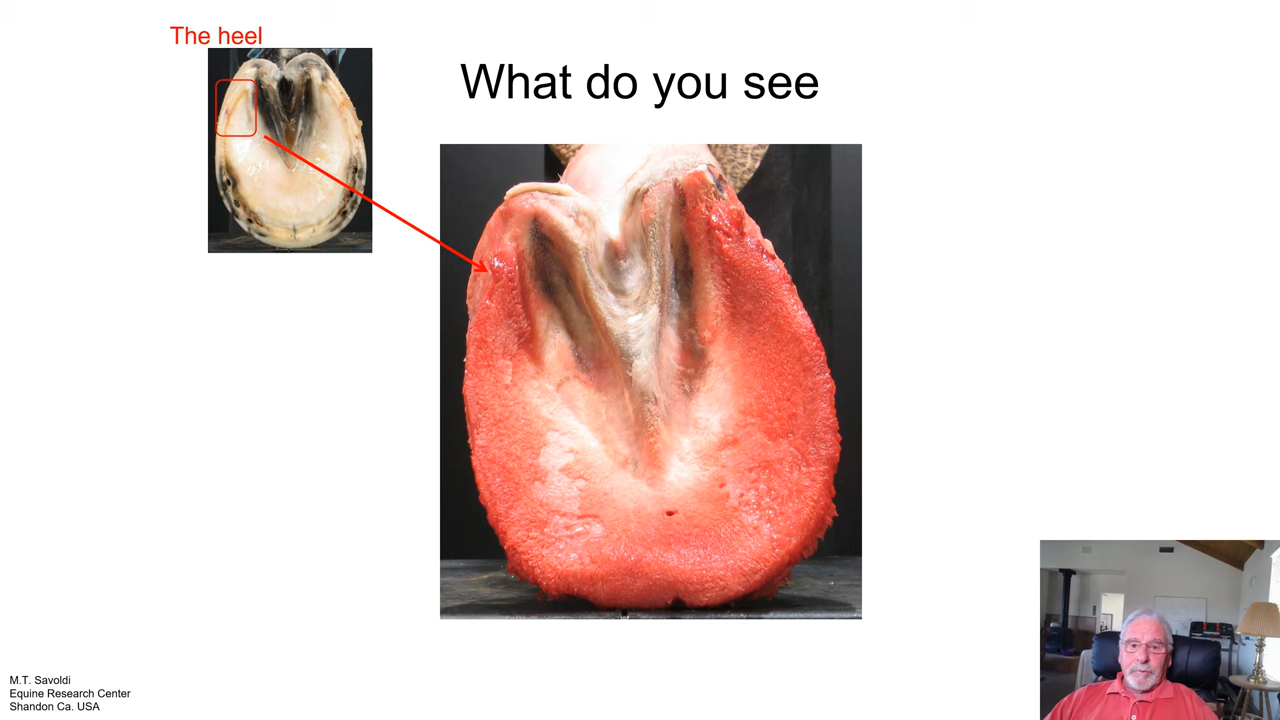 The heel
What do you see
M.T. Savoldi
Equine Research Center
Shandon Ca. USA